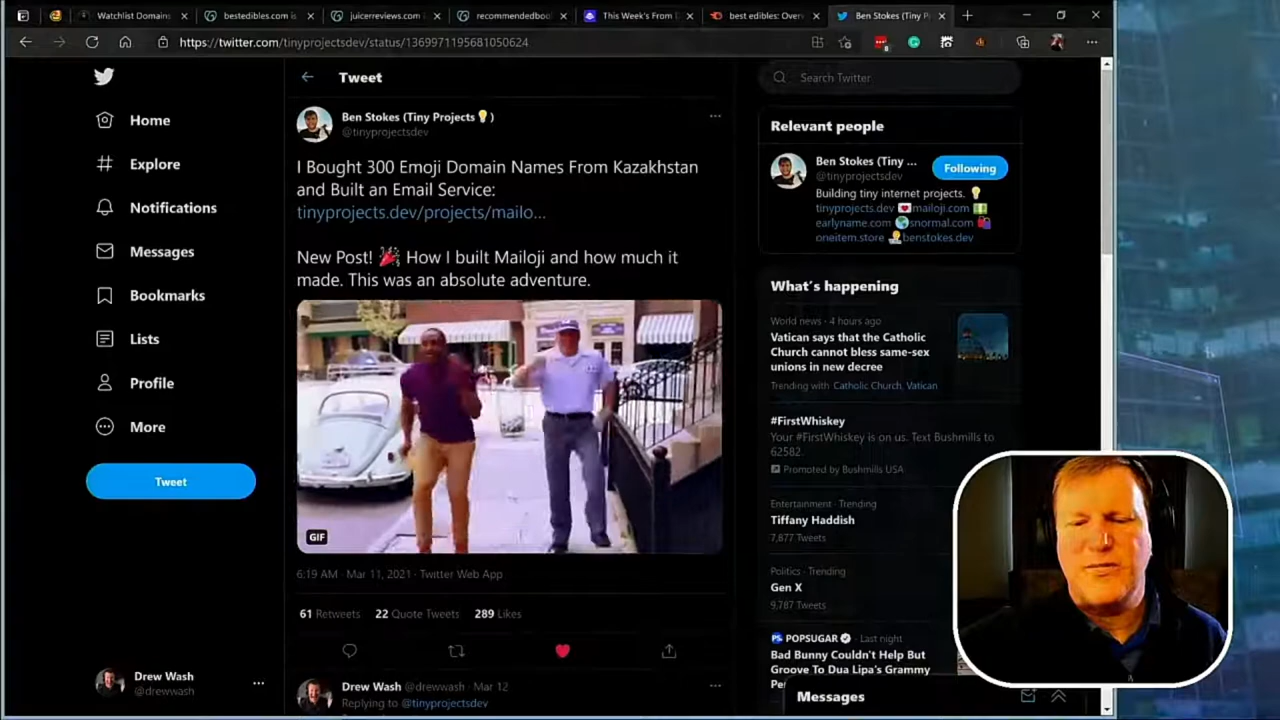 Watchlist Domains
bestedibles.com is
juicerreviews.com i
recommendedboo
This Week's From D
best edibles: Over
Ben Stokes (Tiny P
https://twitter.com/tinyprojectsdev/status/1369971195681050624
8
Home
Explore
Notifications
Messages
Bookmarks
Lists
Profile
More
Tweet
Drew Wash
@drewwash
Tweet
Ben Stokes (Tiny Projects💡)
@tinyprojectsdev
I Bought 300 Emoji Domain Names From Kazakhstan
and Built an Email Service:
tinyprojects.dev/projects/mailo...
New Post! 🎉 How I built Mailoji and how much it
made. This was an absolute adventure.
GIF
6:19 AM · Mar 11, 2021 · Twitter Web App
61 Retweets 22 Quote Tweets 289 Likes
Drew Wash @drewwash · Mar 12
Replying to @tinyprojectsdev
Search Twitter
Relevant people
Ben Stokes (Tiny ...
@tinyprojectsdev
Following
Building tiny internet projects. 💡
tinyprojects.dev 💌mailoji.com 💵
earlyname.com 🌎snormal.com 🛍
oneitem.store benstokes.dev
What's happening
World news · 4 hours ago
Vatican says that the Catholic
Church cannot bless same-sex
unions in new decree
Trending with Catholic Church, Vatican
#FirstWhiskey
Your #FirstWhiskey is on us. Text Bushmills to
62582.
Promoted by Bushmills USA
Entertainment · Trending
Tiffany Haddish
7,877 Tweets
Politics · Trending
Gen X
9,787 Tweets
POPSUGAR · Last night
Bad Bunny Couldn't Help But
Groove To Dua Lipa's Grammy
Messages